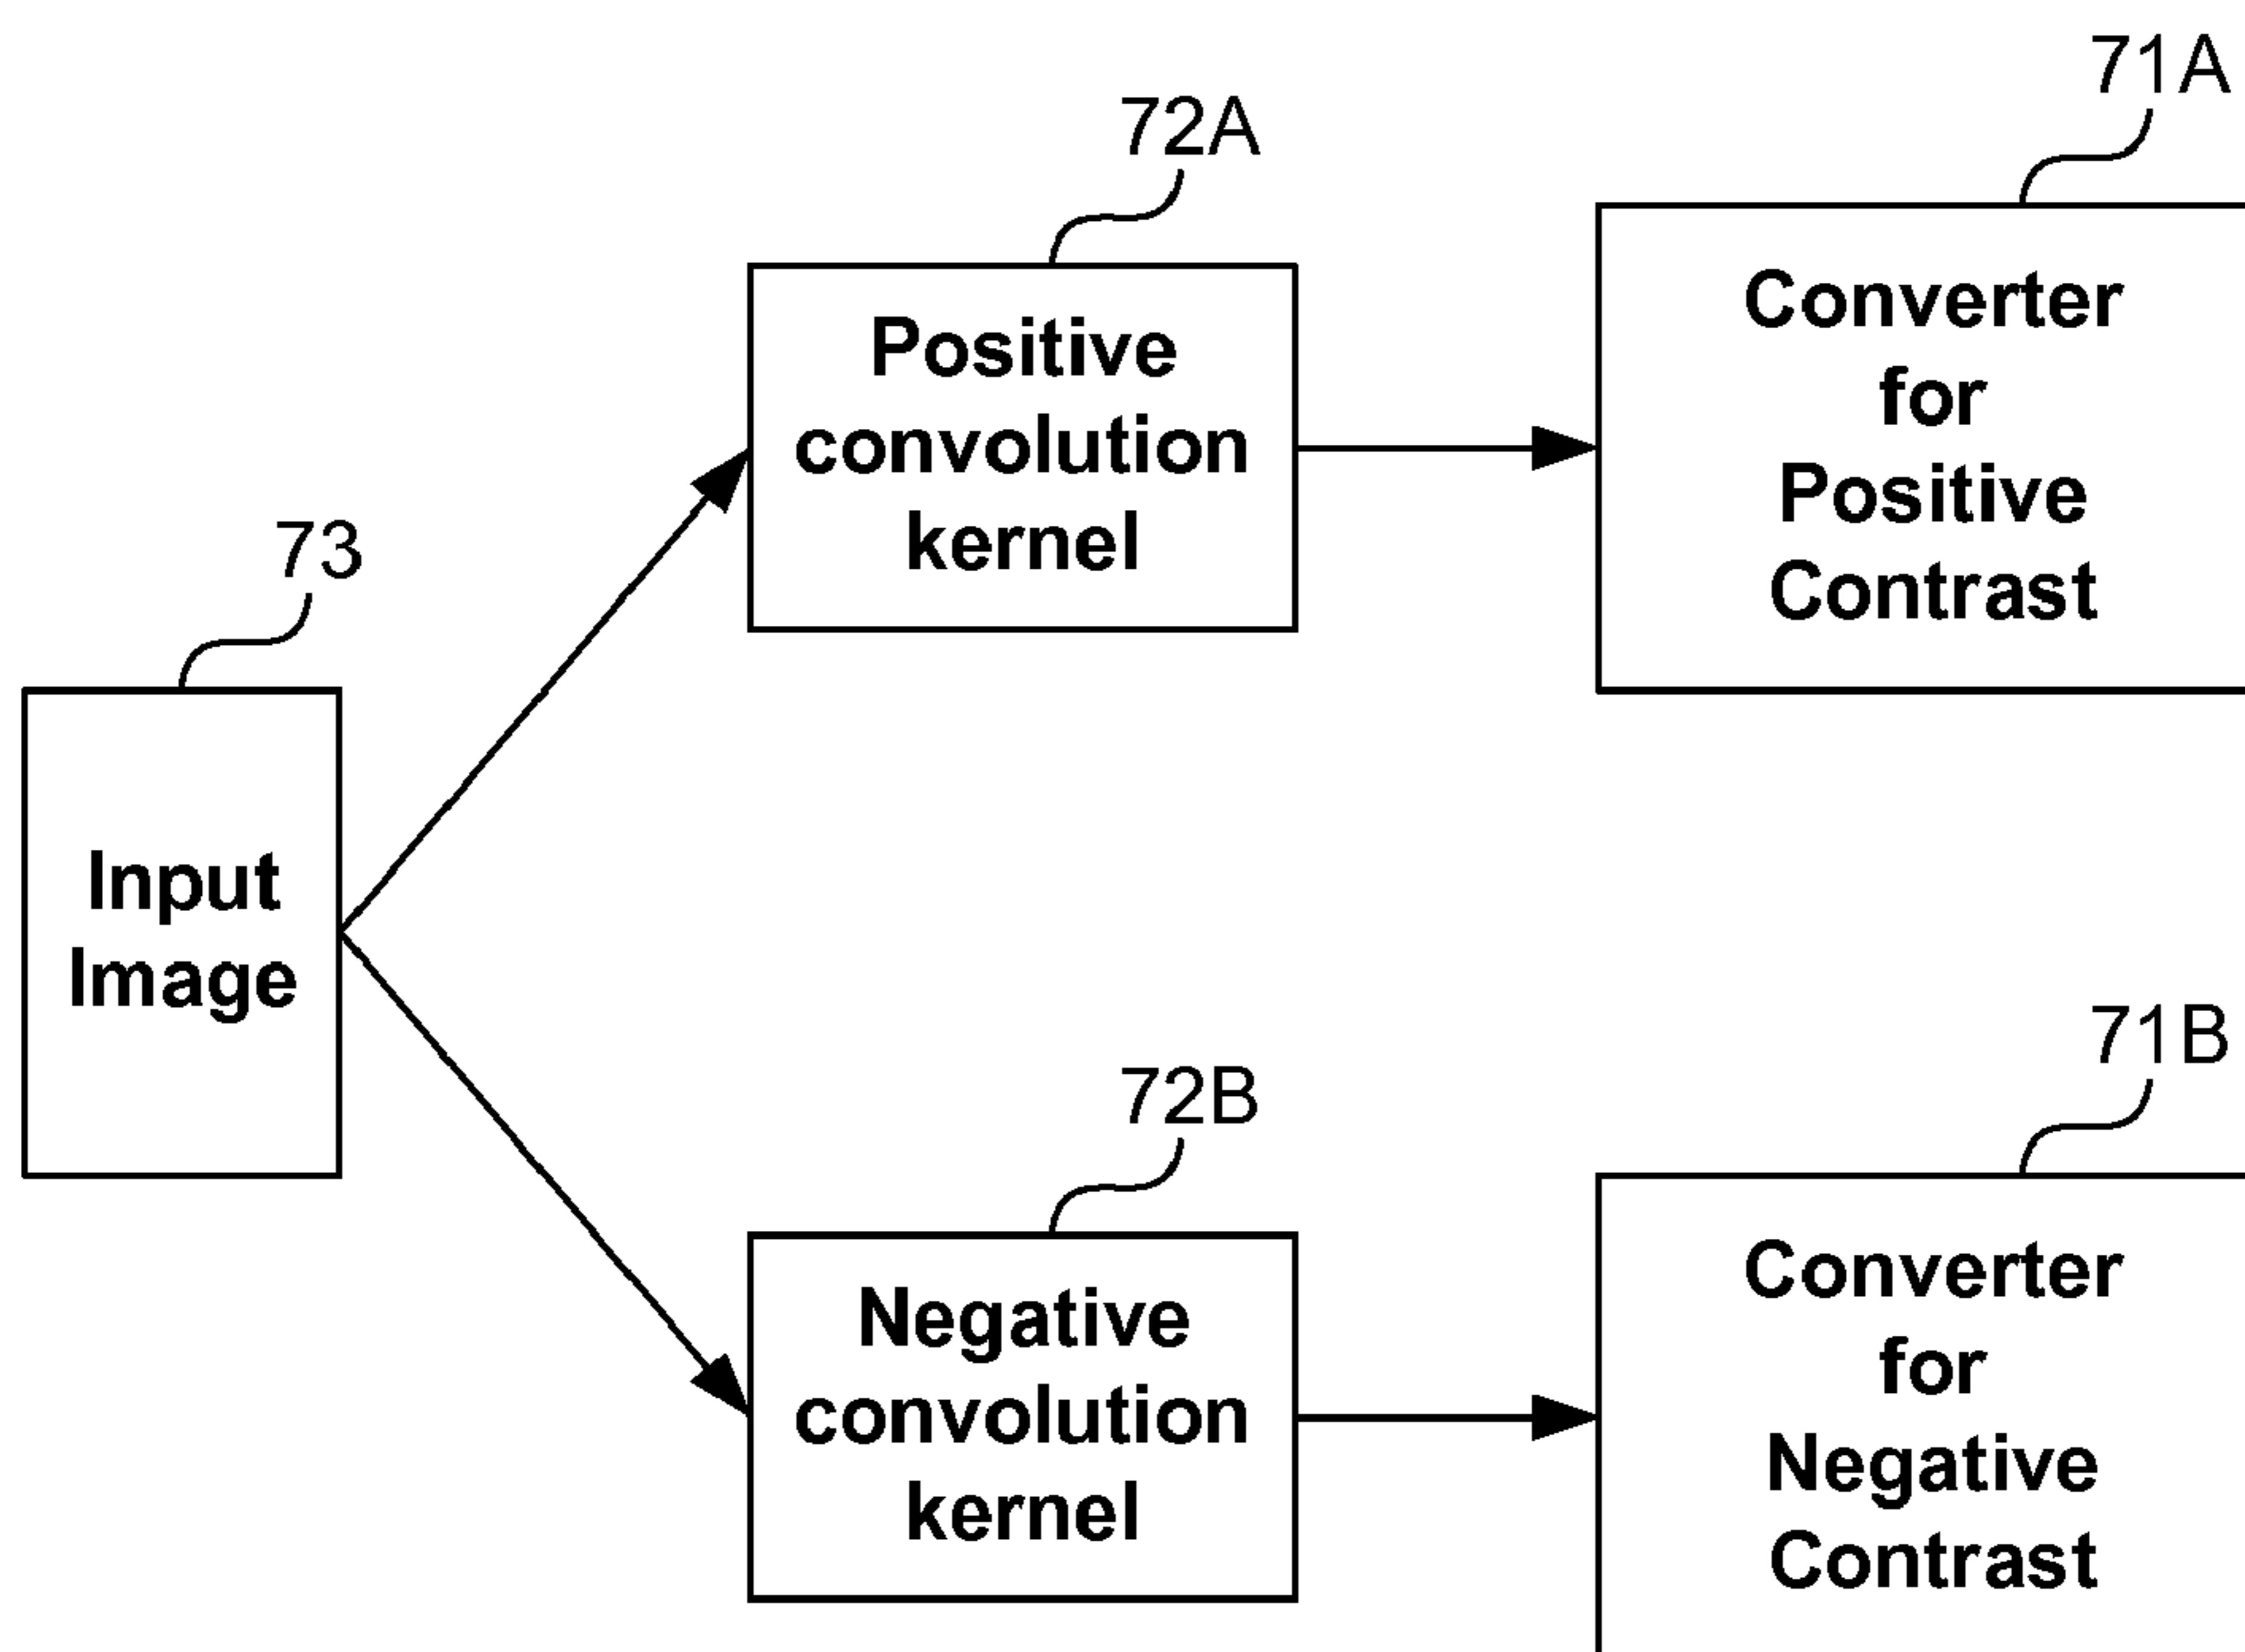 71A
72A
Converter
for
Positive
Contrast
Positive
convolution
kernel
73
Input
Image
71B
72B
Converter
for
Negative
Contrast
Negative
convolution
kernel